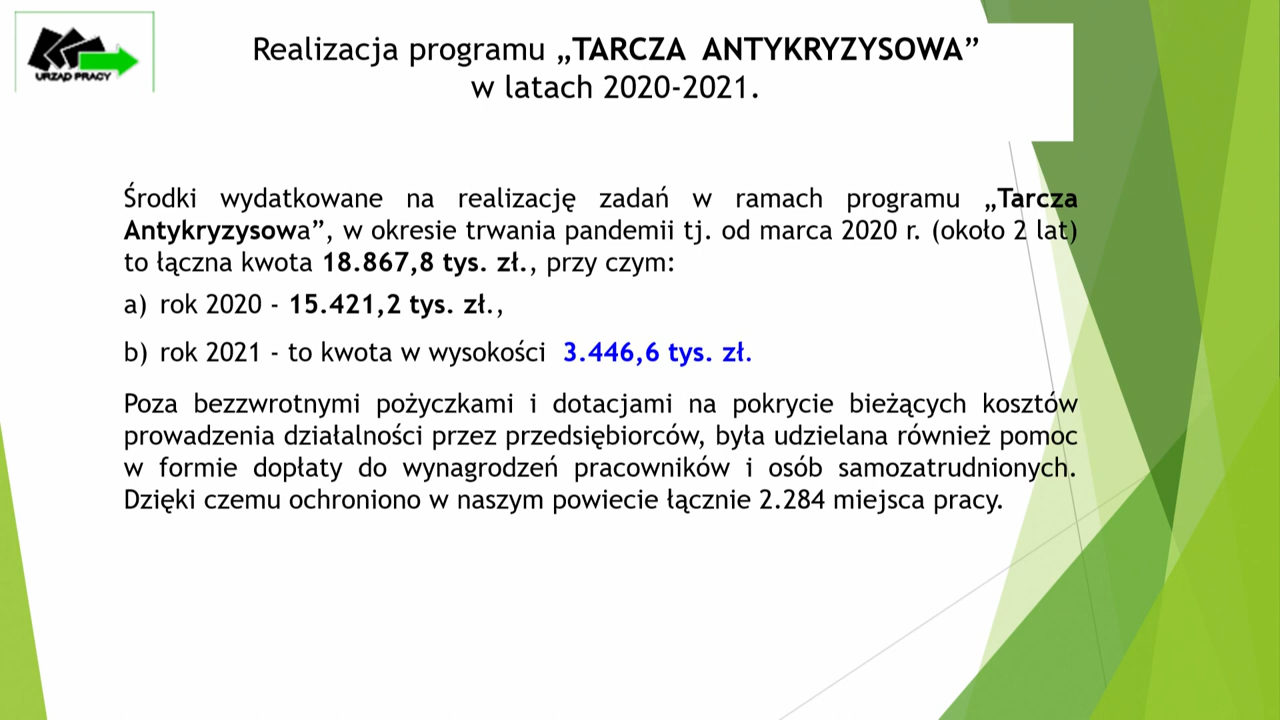 URZĄD PRACY
Realizacja programu „TARCZA ANTYKRYZYSOWA”
w latach 2020-2021.
Środki wydatkowane na realizację zadań w ramach programu „Tarcza
Antykryzysowa”, w okresie trwania pandemii tj. od marca 2020 r. (około 2 lat)
to łączna kwota 18.867,8 tys. zł., przy czym:
a) rok 2020 - 15.421,2 tys. zł.,
b) rok 2021 - to kwota w wysokości 3.446,6 tys. zł.
Poza bezzwrotnymi pożyczkami i dotacjami na pokrycie bieżących kosztów
prowadzenia działalności przez przedsiębiorców, była udzielana również pomoc
w formie dopłaty do wynagrodzeń pracowników i osób samozatrudnionych.
Dzięki czemu ochroniono w naszym powiecie łącznie 2.284 miejsca pracy.